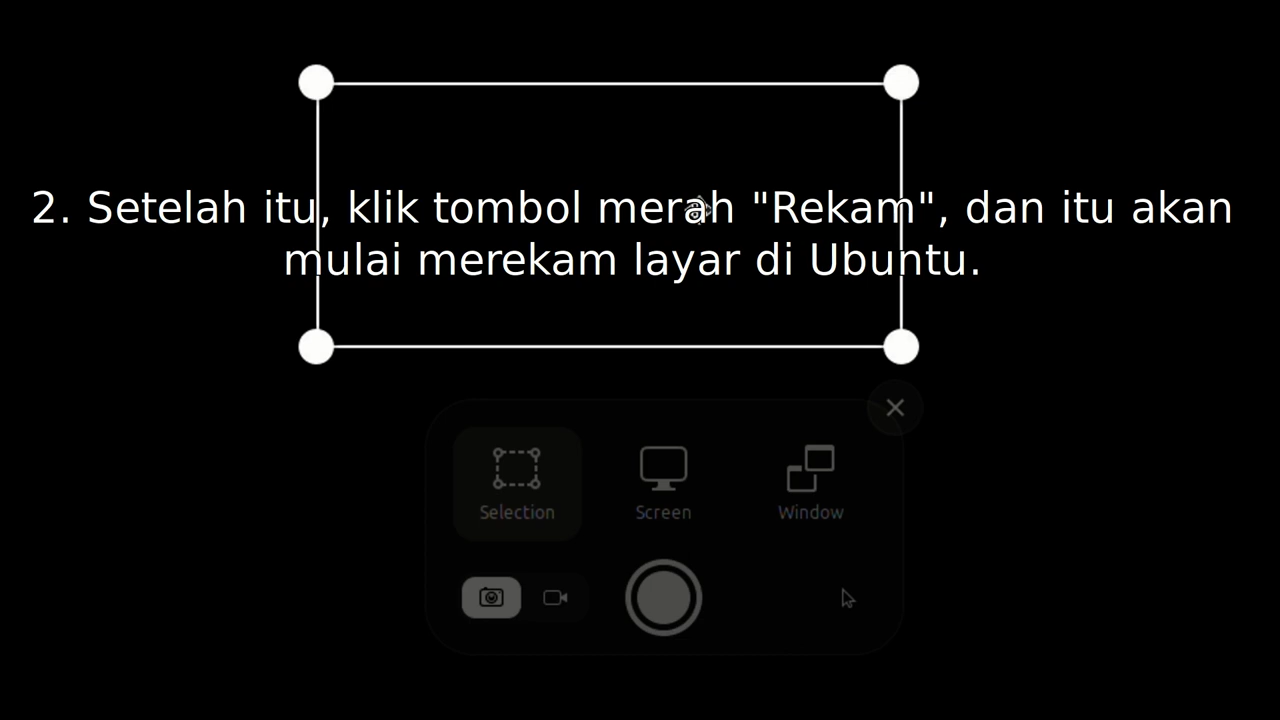 2. Setelah itu, klik tombol merah "Rekam", dan itu akan
mulai merekam layar di Ubuntu.
Selection
Screen
Window